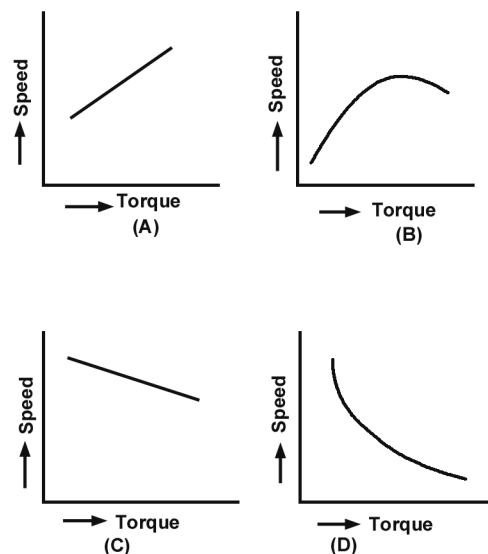 Speed
Torque
(A)
Speed
Torque
(B)
Speed
Torque
(C)
Speed
Torque
(D)